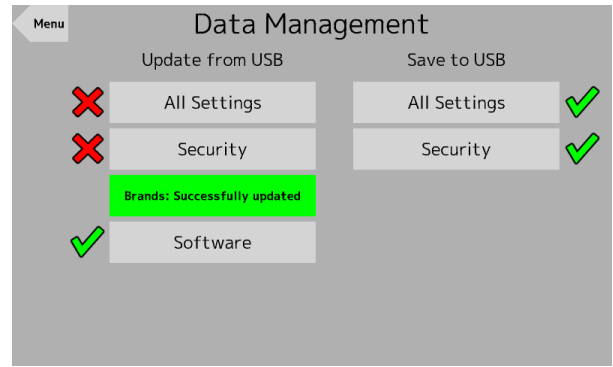 Menu
Data Management
Update from USB
Save to USB
All Settings
All Settings
Security
Security
Brands: Successfully updated
Software